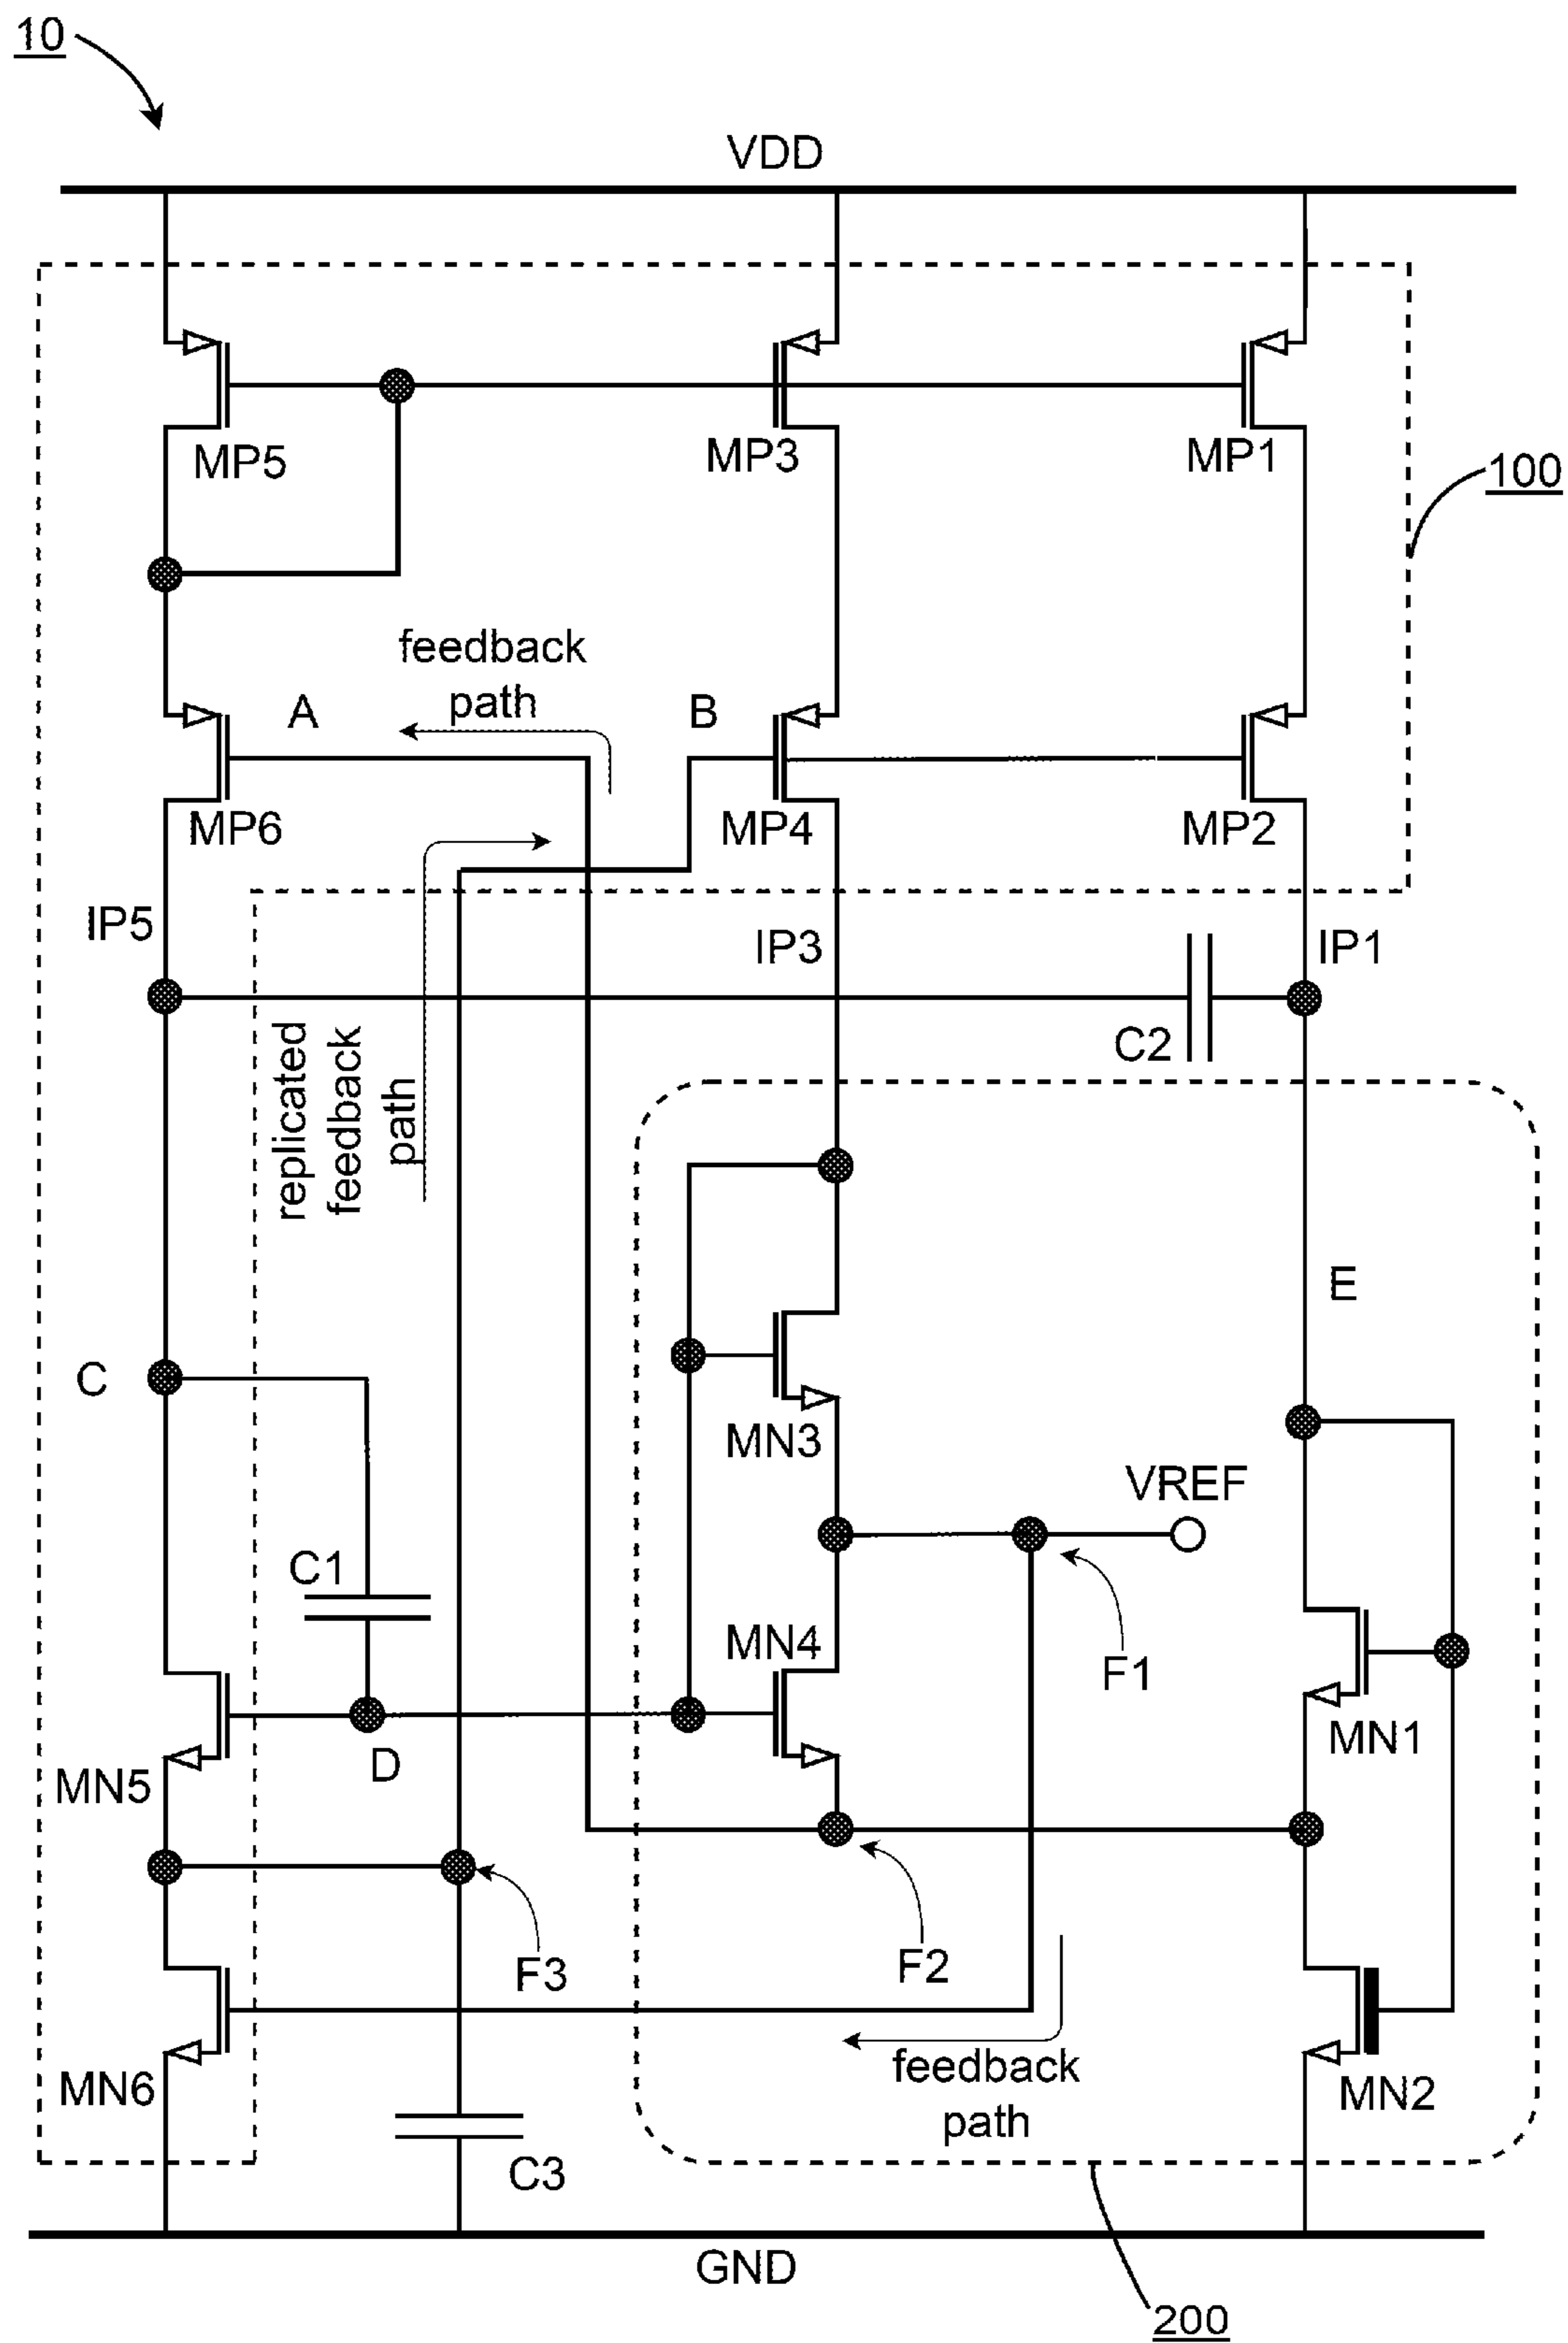 10
VDD
MP5
MP3
MP1
100
feedback
path
A
B
MP6
MP4
MP2
IP5
IP3
IP1
C2
replicated
feedback
path
E
C
MN3
VREF
C1
MN4
F1
D
MN5
MN1
F3
F2
feedback
path
MN6
MN2
C3
GND
200